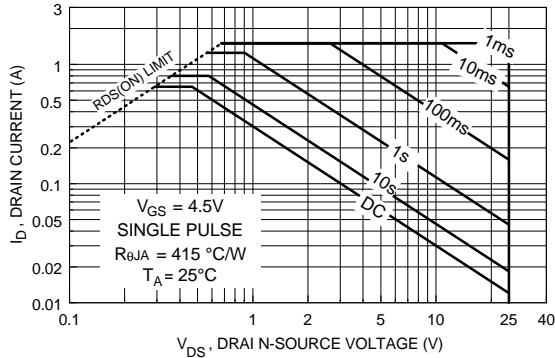 3
1
0.5
0.2
0.1
0.05
0.02
0.01
I_D , DRAIN CURRENT (A)
RDS(ON) LIMIT
1ms
10ms
100ms
1s
10s
DC
V_GS = 4.5V
SINGLE PULSE
R_θJA = 415 °C/W
T_A = 25°C
0.1
1
2
5
10
25
40
V_DS , DRAI N-SOURCE VOLTAGE (V)